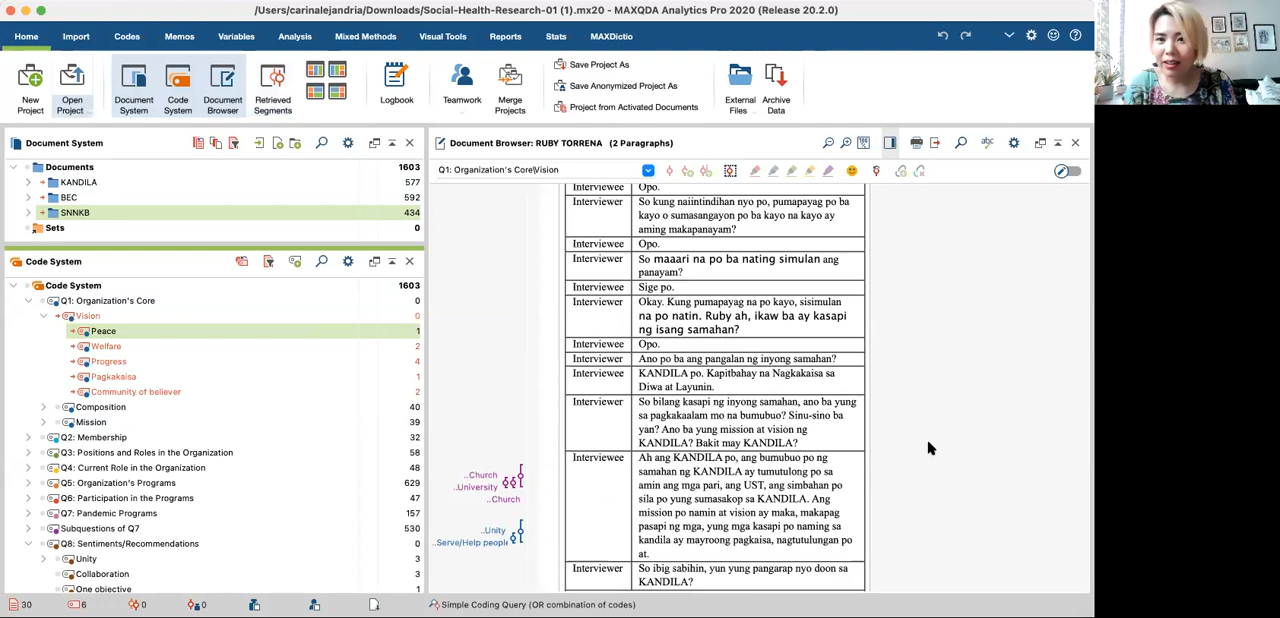 /Users/carinalejandria/Downloads/Social-Health-Research-01 (1).mx20 - MAXQDA Analytics Pro 2020 (Release 20.2.0)
Home Import Codes Memos Variables Analysis Mixed Methods Visual Tools Reports Stats MAXDictio
New Project
Open Project
Document System
Code System
Document Browser
Retrieved Segments
Logbook
Teamwork
Merge Projects
Save Project As
Save Anonymized Project As
Project from Activated Documents
External Files
Archive Data
Document System
Documents 1603
KANDILA 577
BEC 592
SNNKB 434
Sets 0
Code System
Code System 1603
Q1: Organization's Core 0
Vision 0
Peace 1
Welfare 2
Progress 4
Pagkakaisa 1
Community of believer 2
Composition 40
Mission 39
Q2: Membership 32
Q3: Positions and Roles in the Organization 58
Q4: Current Role in the Organization 48
Q5: Organization's Programs 629
Q6: Participation in the Programs 47
Q7: Pandemic Programs 157
Subquestions of Q7 530
Q8: Sentiments/Recommendations 0
Unity 3
Collaboration 3
One objective 1
Document Browser: RUBY TORRENA (2 Paragraphs)
Q1: Organization's Core\Vision
Interviewee Opo.
Interviewer So kung naiintindihan nyo po, pumapayag po ba
kayo o sumasangayon po ba kayo na kayo ay
aming makapanayam?
Interviewee Opo.
Interviewer So maaari na po ba nating simulan ang
panayam?
Interviewee Sige po.
Interviewer Okay. Kung pumapayag na po kayo, sisimulan
na po natin. Ruby ah, ikaw ba ay kasapi
ng isang samahan?
Interviewee Opo.
Interviewer Ano po ba ang pangalan ng inyong samahan?
Interviewee KANDILA po. Kapitbahay na Nagkakaisa sa
Diwa at Layunin.
Interviewer So bilang kasapi ng inyong samahan, ano ba yung
sa pagkakaalam mo na bumubuo? Sinu-sino ba
yan? Ano ba yung mission at vision ng
KANDILA? Bakit may KANDILA?
Interviewee Ah ang KANDILA po, ang bumubuo po ng
samahan ng KANDILA ay tumutulong po sa
amin ang mga pari, ang UST, ang simbahan po
sila po yung sumasakop sa KANDILA. Ang
mission po namin at vision ay maka, makapag
pasapi ng mga, yung mga kasapi po naming sa
kandila ay mayroong pagkaisa, nagtutulungan po
at.
Interviewer So ibig sabihin, yun yung pangarap nyo doon sa
KANDILA?
..Church
..University
..Church
..Unity
..Serve/Help people
30 6 0 0
Simple Coding Query (OR combination of codes)